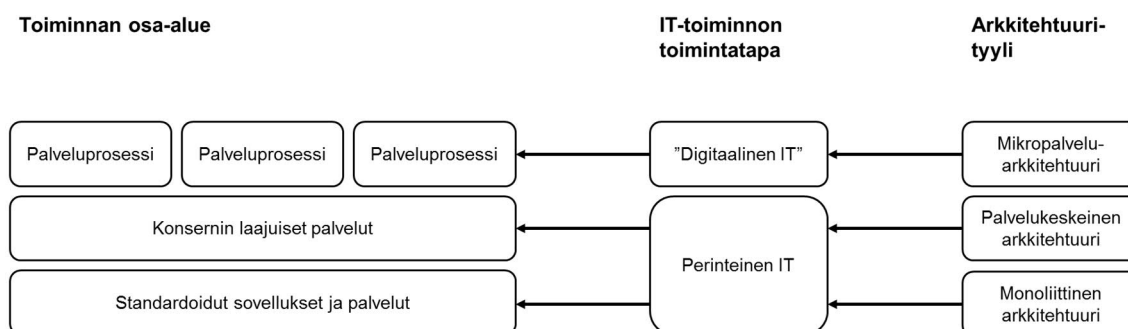 Toiminnan osa-alue
IT-toiminnon
toimintatapa
Arkkitehtuuri-
tyyli
Palveluprosessi
Palveluprosessi
Palveluprosessi
”Digitaalinen IT”
Mikropalvelu-
arkkitehtuuri
Konsernin laajuiset palvelut
Perinteinen IT
Palvelukeskeinen
arkkitehtuuri
Standardoidut sovellukset ja palvelut
Monoliittinen
arkkitehtuuri